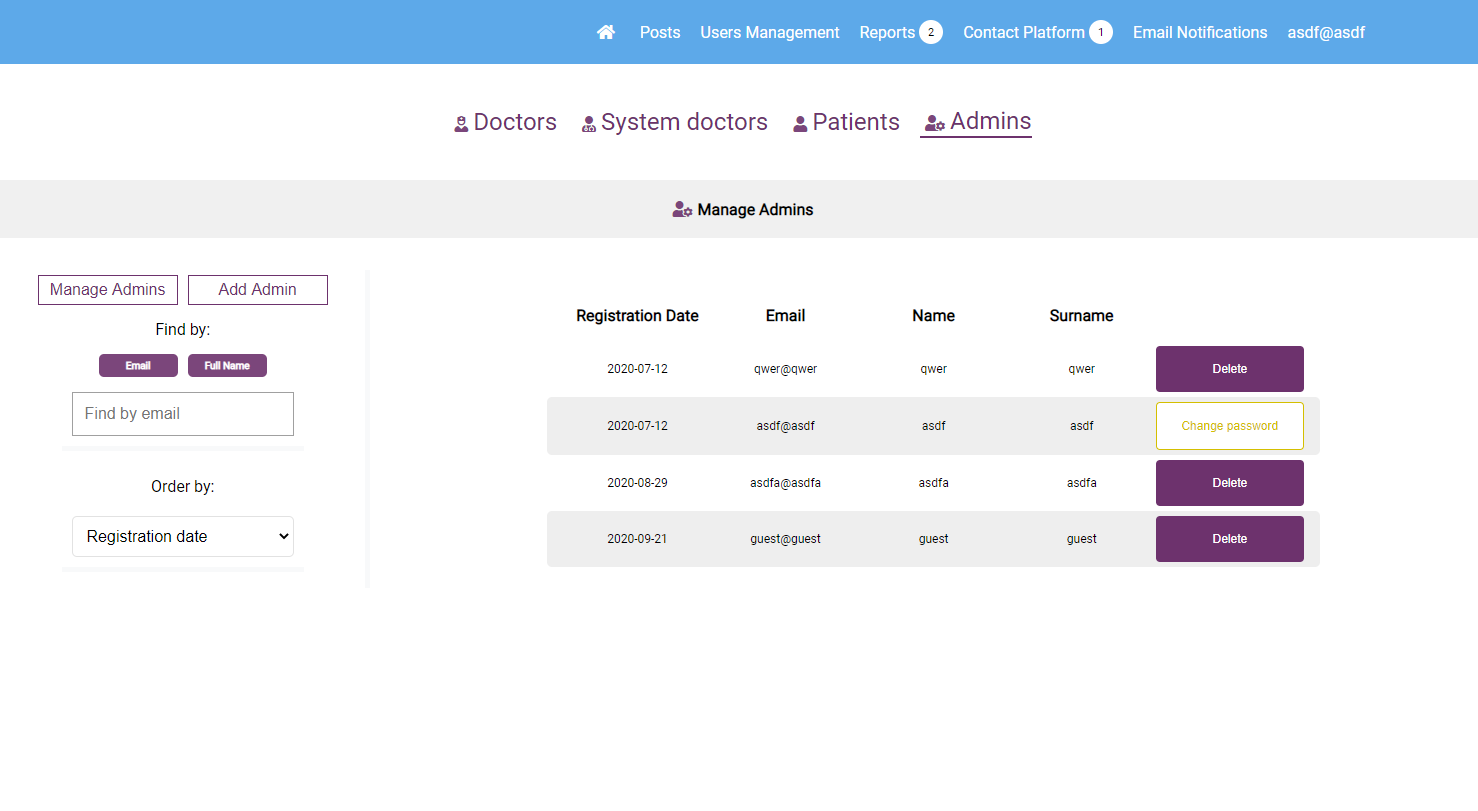 Posts Users Management Reports 2 Contact Platform 1 Email Notifications asdf@asdf
Doctors System doctors Patients Admins
Manage Admins
Manage Admins Add Admin
Find by:
Email Full Name
Find by email
Order by:
Registration date
Registration Date Email Name Surname
2020-07-12 qwer@qwer qwer qwer Delete
2020-07-12 asdf@asdf asdf asdf Change password
2020-08-29 asdfa@asdfa asdfa asdfa Delete
2020-09-21 guest@guest guest guest Delete